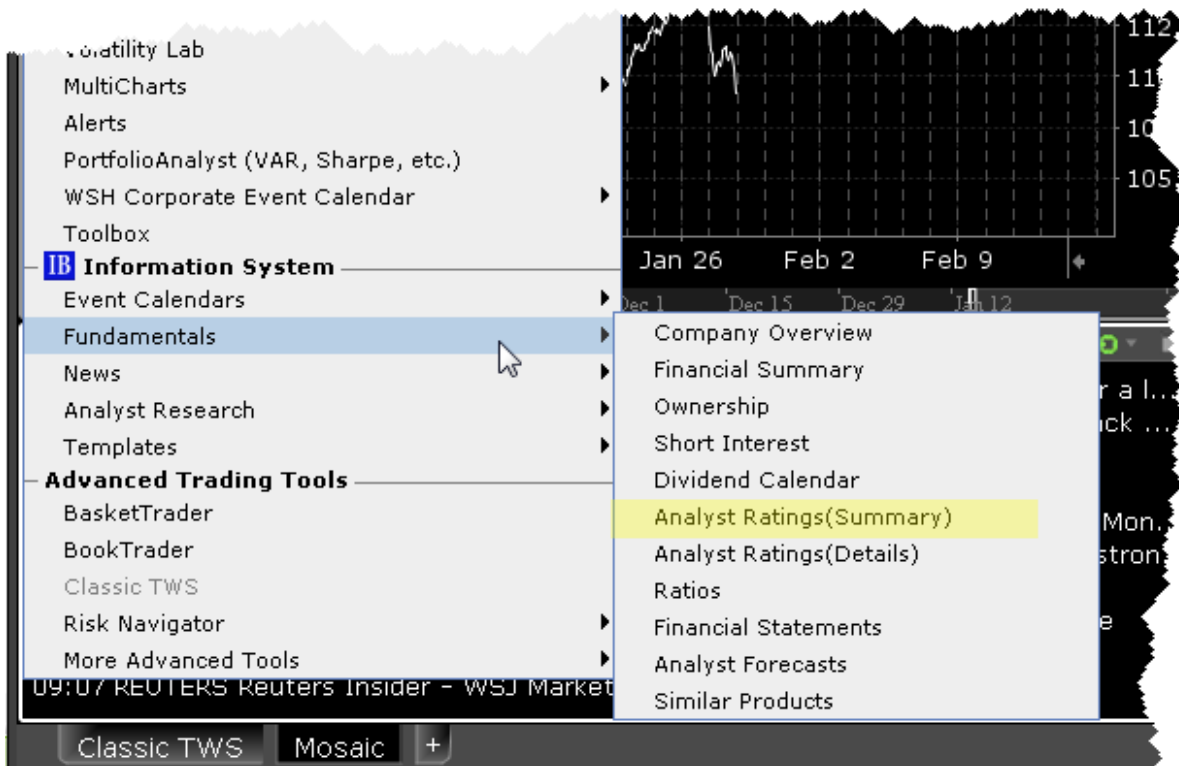 Volatility Lab
MultiCharts
Alerts
PortfolioAnalyst (VAR, Sharpe, etc.)
WSH Corporate Event Calendar
Toolbox
IB Information System
Event Calendars
Fundamentals
News
Analyst Research
Templates
Advanced Trading Tools
BasketTrader
BookTrader
Classic TWS
Risk Navigator
More Advanced Tools
Company Overview
Financial Summary
Ownership
Short Interest
Dividend Calendar
Analyst Ratings(Summary)
Analyst Ratings(Details)
Ratios
Financial Statements
Analyst Forecasts
Similar Products
112
105
Jan 26 Feb 2 Feb 9
Dec 1 Dec 15 Dec 29 Jan 12
r a l...
ck ...
Mon.
stron
e
09:07 REUTERS Reuters Insider - WSJ Market
Classic TWS Mosaic +